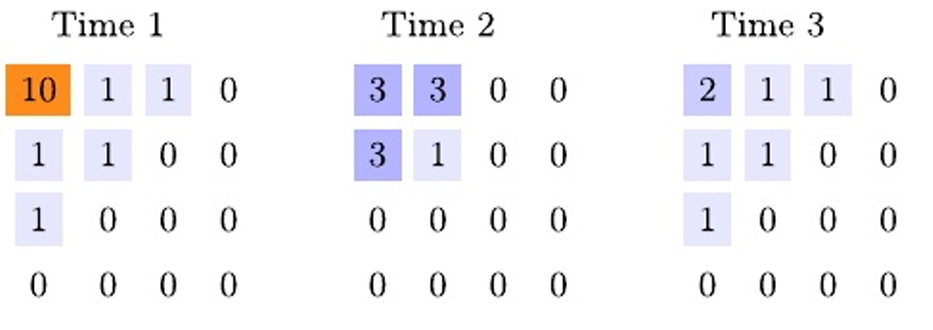 Time 1 Time 2 Time 3
10 1 1 0 3 3 0 0 2 1 1 0
1 1 0 0 3 1 0 0 1 1 0 0
1 0 0 0 0 0 0 0 1 0 0 0
0 0 0 0 0 0 0 0 0 0 0 0